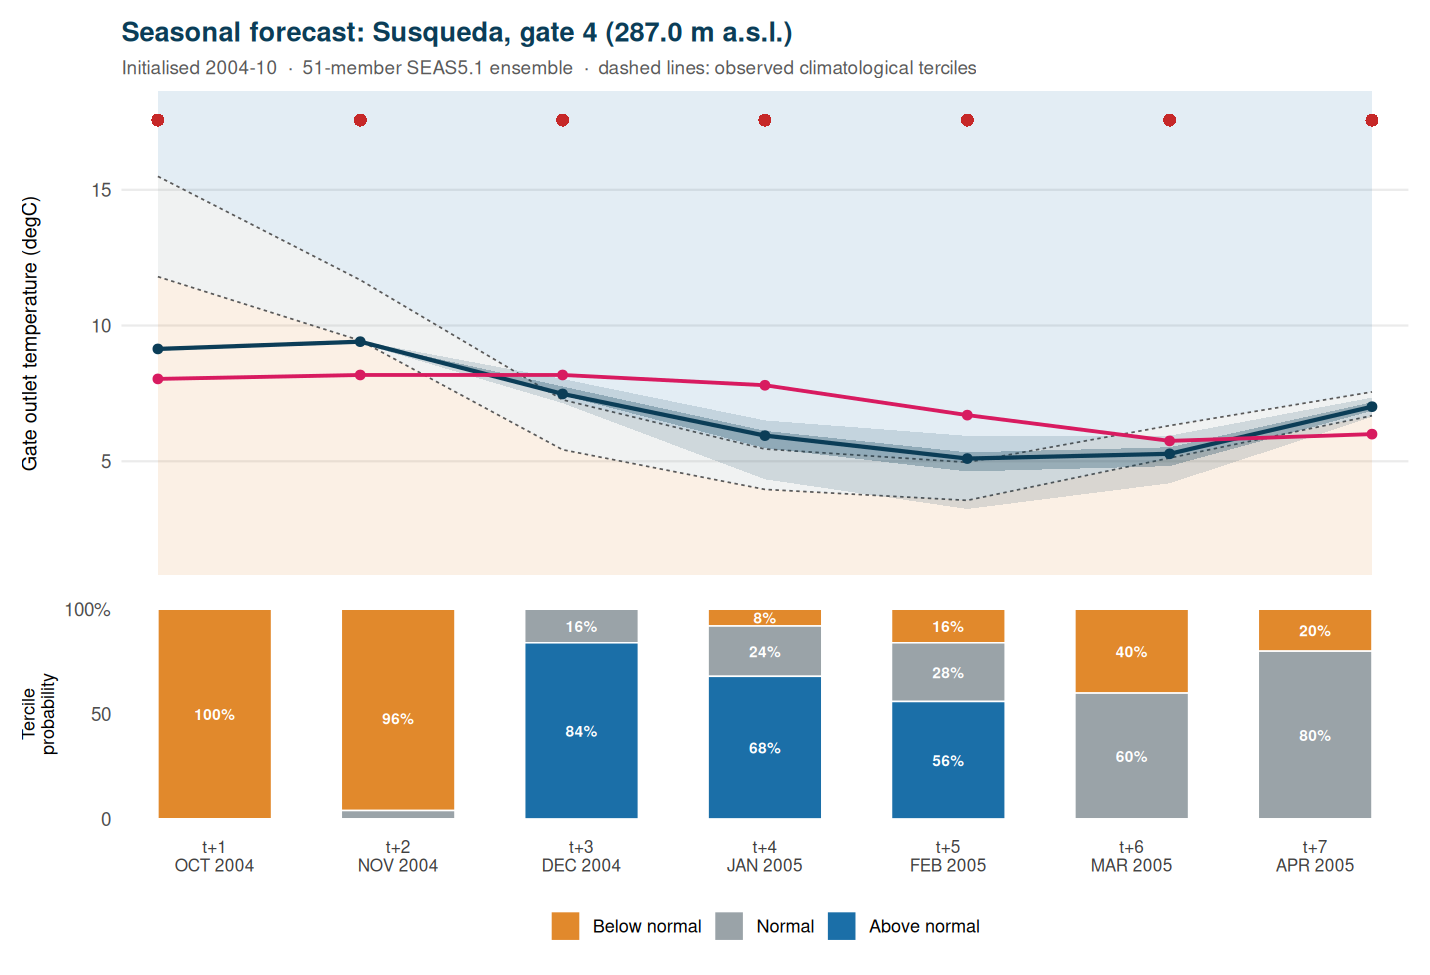 Seasonal forecast: Susqueda, gate 4 (287.0 m a.s.l.)
Initialised 2004-10 · 51-member SEAS5.1 ensemble · dashed lines: observed climatological terciles
Gate outlet temperature (degC)
15
10
5
Tercile
probability
100%
50
0
100%
96%
16%
84%
8%
24%
68%
16%
28%
56%
40%
60%
20%
80%
t+1
OCT 2004
t+2
NOV 2004
t+3
DEC 2004
t+4
JAN 2005
t+5
FEB 2005
t+6
MAR 2005
t+7
APR 2005
Below normal
Normal
Above normal